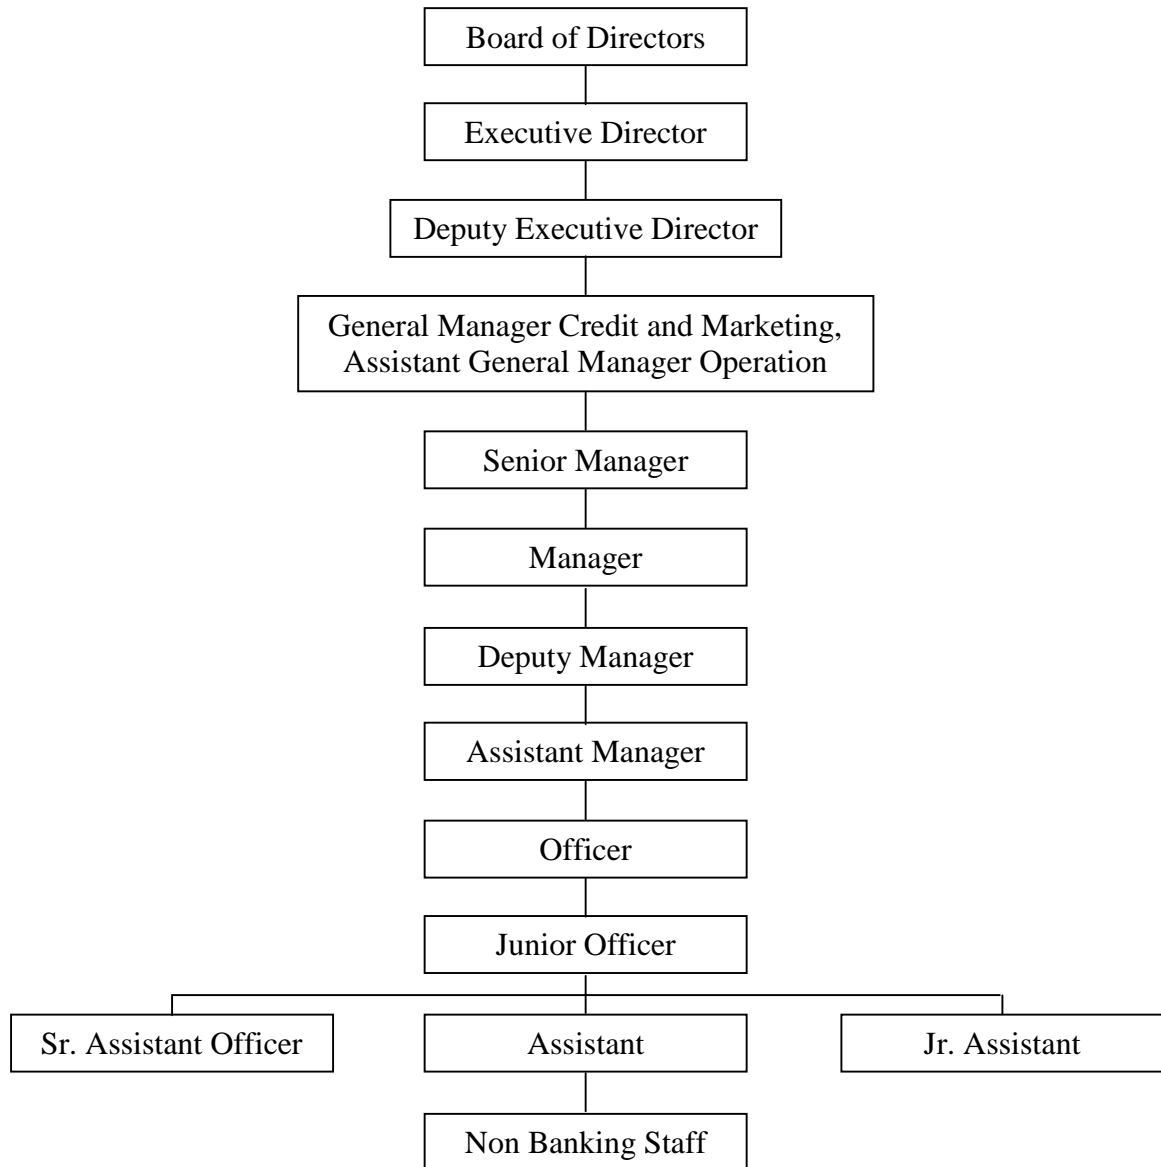 Board of Directors
Executive Director
Deputy Executive Director
General Manager Credit and Marketing,
Assistant General Manager Operation
Senior Manager
Manager
Deputy Manager
Assistant Manager
Officer
Junior Officer
Sr. Assistant Officer
Assistant
Jr. Assistant
Non Banking Staff